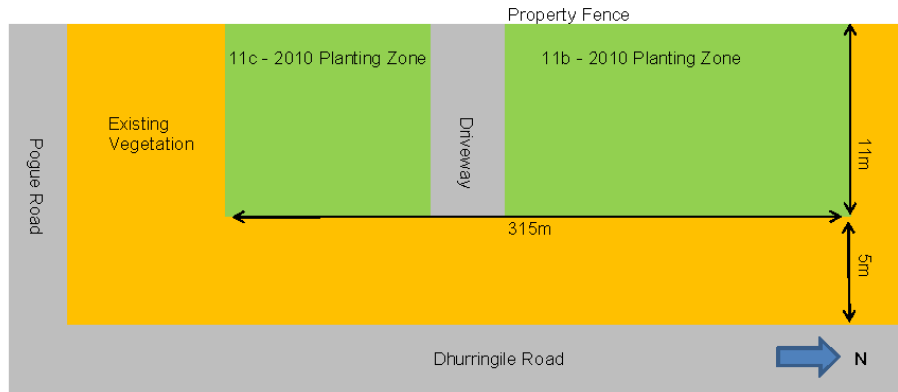 Property Fence
11c - 2010 Planting Zone
11b - 2010 Planting Zone
Existing
Vegetation
Driveway
Pogue Road
11m
315m
5m
Dhurringile Road
N